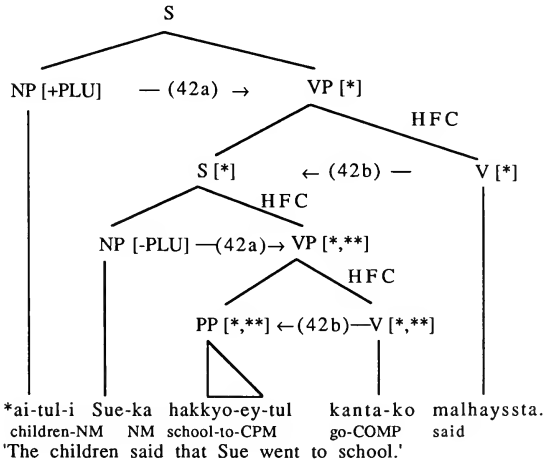 S
NP [+PLU] — (42a) → VP [*]
HFC
S [*] ← (42b) — V [*]
HFC
NP [-PLU] —(42a)→ VP [*,**]
HFC
PP [*,**] ←(42b)— V [*,**]
*ai-tul-i Sue-ka hakkyo-ey-tul kanta-ko malhayssta.
children-NM NM school-to-CPM go-COMP said
'The children said that Sue went to school.'